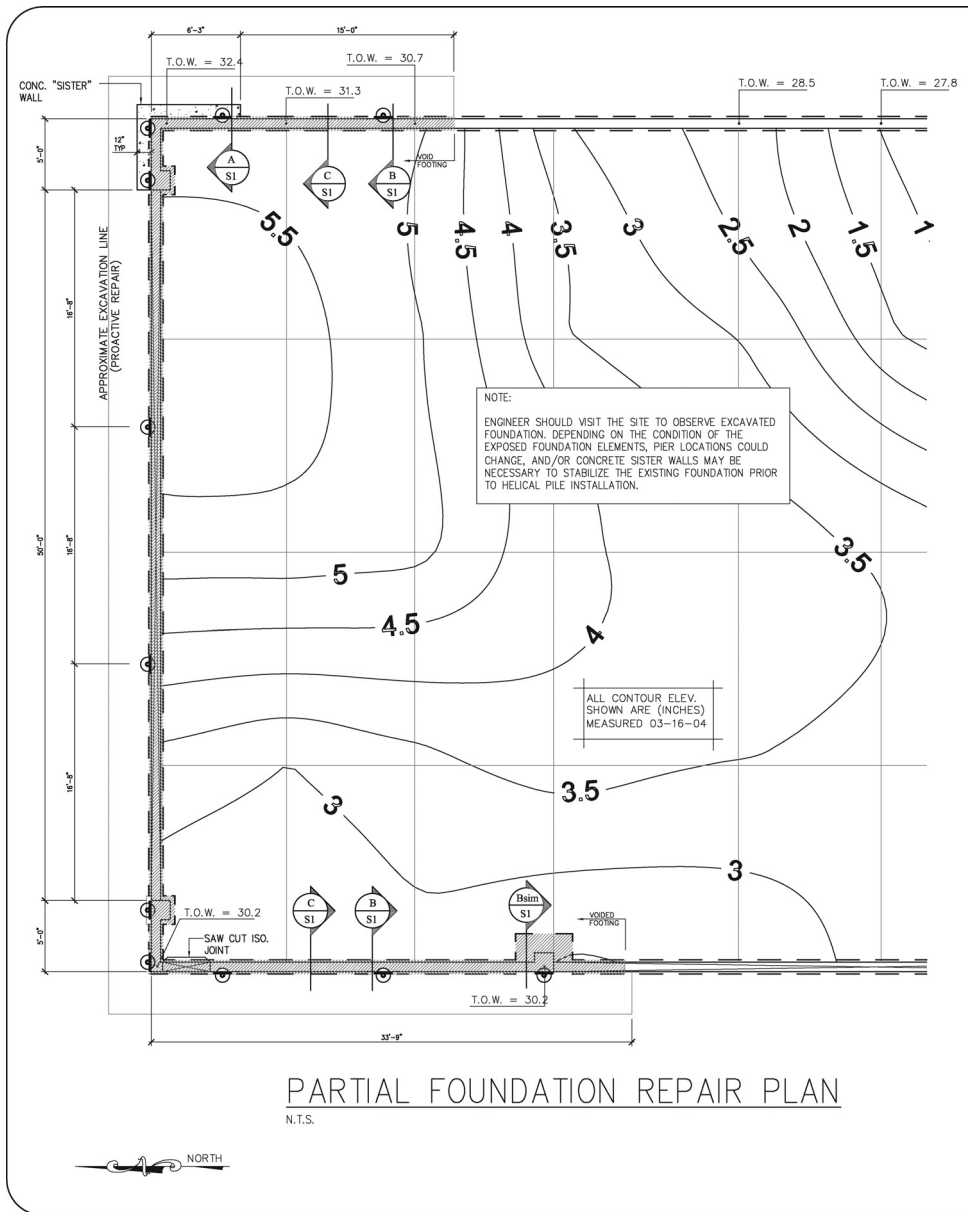 6'-3"
15'-0"
T.O.W. = 32.4
T.O.W. = 30.7
T.O.W. = 28.5
T.O.W. = 27.8
T.O.W. = 31.3
CONC. "SISTER"
WALL
12"
TYP
5'-0"
A
S1
C
S1
B
S1
VOID
FOOTING
5.5
5
4.5
4
3.5
3
2.5
2
1.5
1
APPROXIMATE EXCAVATION LINE
(PROACTIVE REPAIR)
16'-8"
NOTE:
ENGINEER SHOULD VISIT THE SITE TO OBSERVE EXCAVATED
FOUNDATION. DEPENDING ON THE CONDITION OF THE
EXPOSED FOUNDATION ELEMENTS, PIER LOCATIONS COULD
CHANGE, AND/OR CONCRETE SISTER WALLS MAY BE
NECESSARY TO STABILIZE THE EXISTING FOUNDATION PRIOR
TO HELICAL PILE INSTALLATION.
50'-0"
16'-8"
5
3.5
4.5
4
ALL CONTOUR ELEV.
SHOWN ARE (INCHES)
MEASURED 03-16-04
16'-8"
3.5
3
3
5'-0"
T.O.W. = 30.2
SAW CUT ISO.
JOINT
C
S1
B
S1
Bsim
S1
VOIDED
FOOTING
T.O.W. = 30.2
33'-9"
PARTIAL FOUNDATION REPAIR PLAN
N.T.S.
NORTH